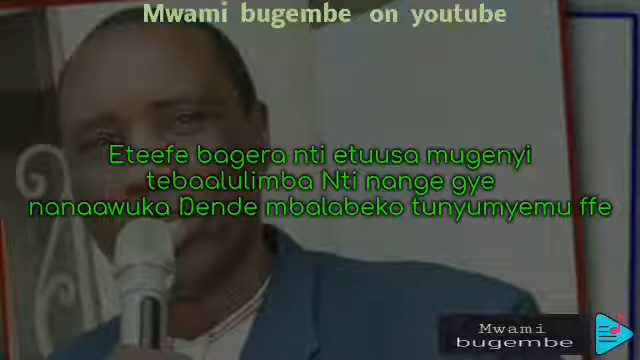 Mwami bugembe on youtube
Eteefe bagera nti etuusa mugenyi
tebaalulimba Nti nange gye
nanaawuka Dende mbalabeko tunyumyemu ffe
Mwami
bugembe